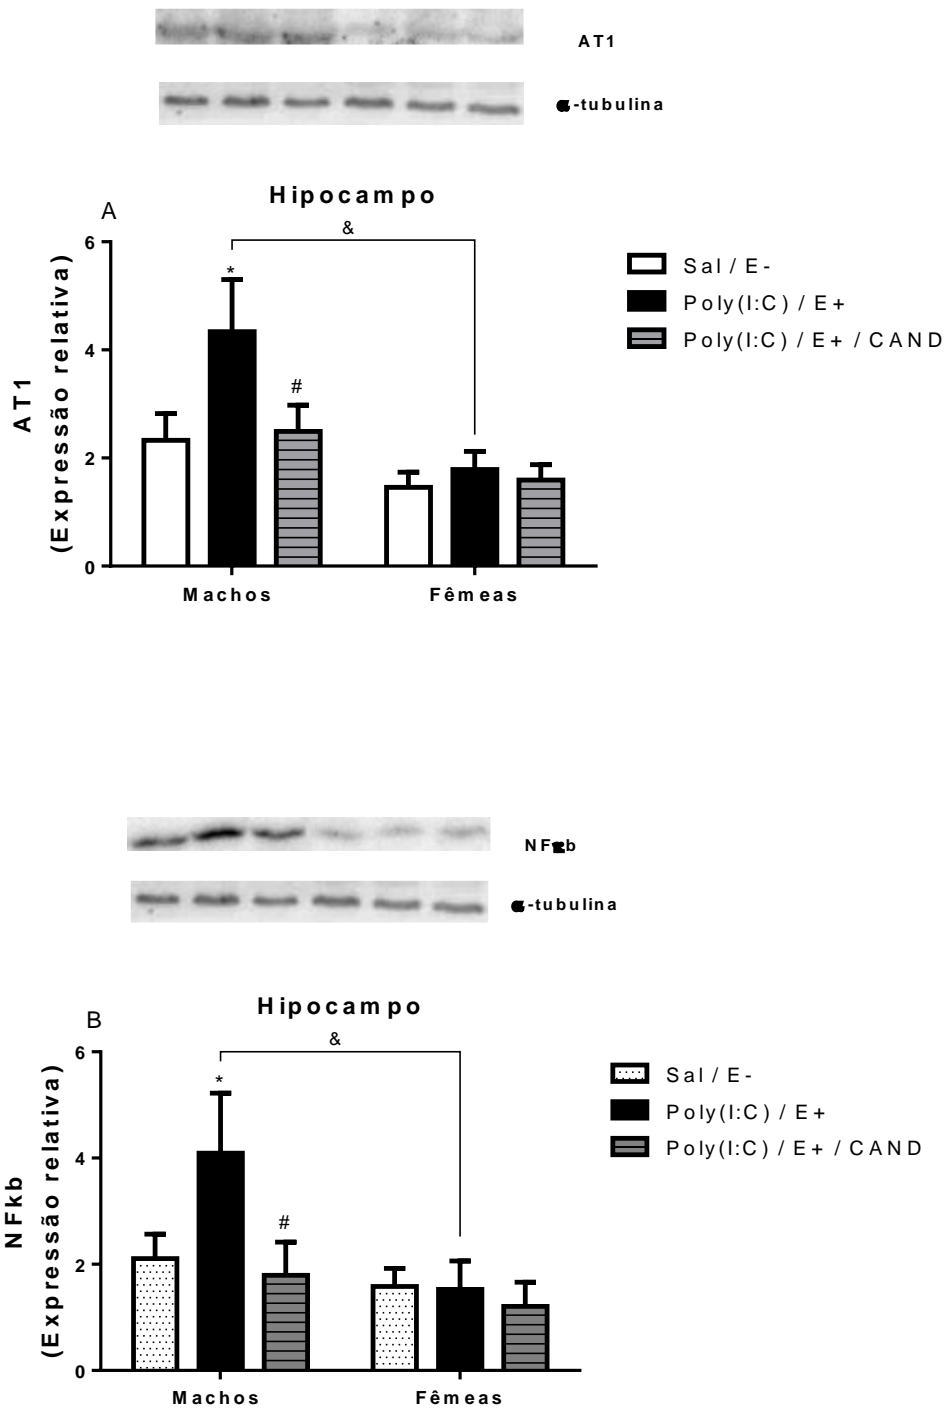 AT1
α-tubulina
Hipocampo
A
&
6
4
2
0
*
#
AT1
(Expressão relativa)
Machos
Fêmeas
Sal / E-
Poly(I:C) / E+
Poly(I:C) / E+ / CAND
NFκb
α-tubulina
Hipocampo
B
&
6
4
2
0
*
#
NFkb
(Expressão relativa)
Machos
Fêmeas
Sal / E-
Poly(I:C) / E+
Poly(I:C) / E+ / CAND